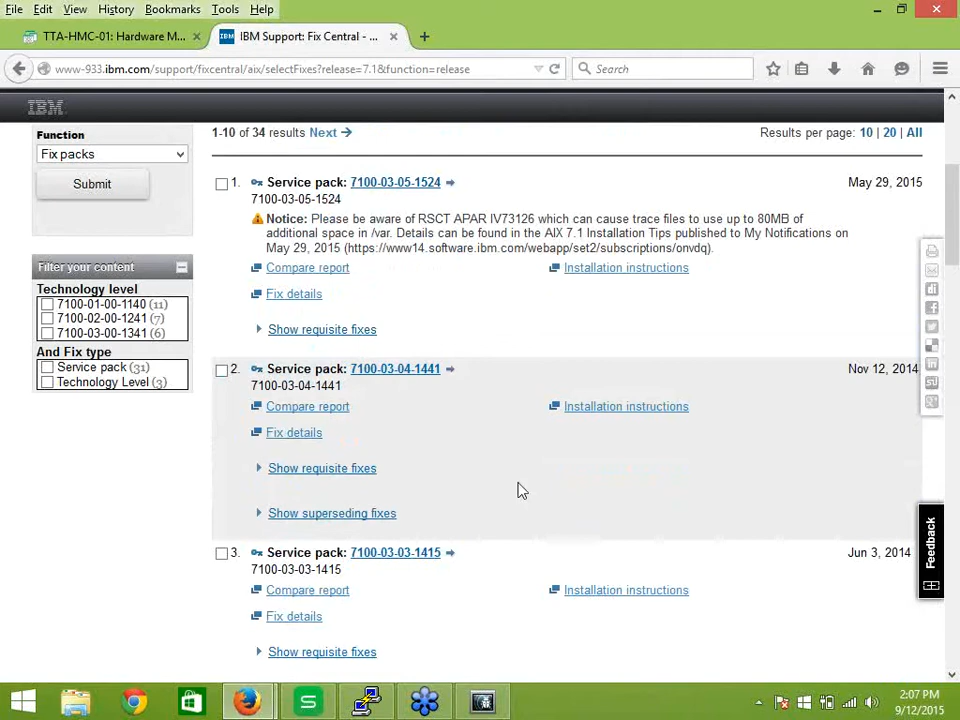 File Edit View History Bookmarks Tools Help
TTA-HMC-01: Hardware M... × IBM Support: Fix Central - ... × +
www-933.ibm.com/support/fixcentral/aix/selectFixes?release=7.1&function=release Search
IBM
Function
Fix packs
Submit
Filter your content
Technology level
7100-01-00-1140 (11)
7100-02-00-1241 (7)
7100-03-00-1341 (6)
And Fix type
Service pack (31)
Technology Level (3)
1-10 of 34 results Next → Results per page: 10 | 20 | All
1. Service pack: 7100-03-05-1524 May 29, 2015
7100-03-05-1524
Notice: Please be aware of RSCT APAR IV73126 which can cause trace files to use up to 80MB of
additional space in /var. Details can be found in the AIX 7.1 Installation Tips published to My Notifications on
May 29, 2015 (https://www14.software.ibm.com/webapp/set2/subscriptions/onvdq).
Compare report Installation instructions
Fix details
Show requisite fixes
2. Service pack: 7100-03-04-1441 Nov 12, 2014
7100-03-04-1441
Compare report Installation instructions
Fix details
Show requisite fixes
Show superseding fixes
3. Service pack: 7100-03-03-1415 Jun 3, 2014
7100-03-03-1415
Compare report Installation instructions
Fix details
Show requisite fixes
Feedback
2:07 PM
9/12/2015